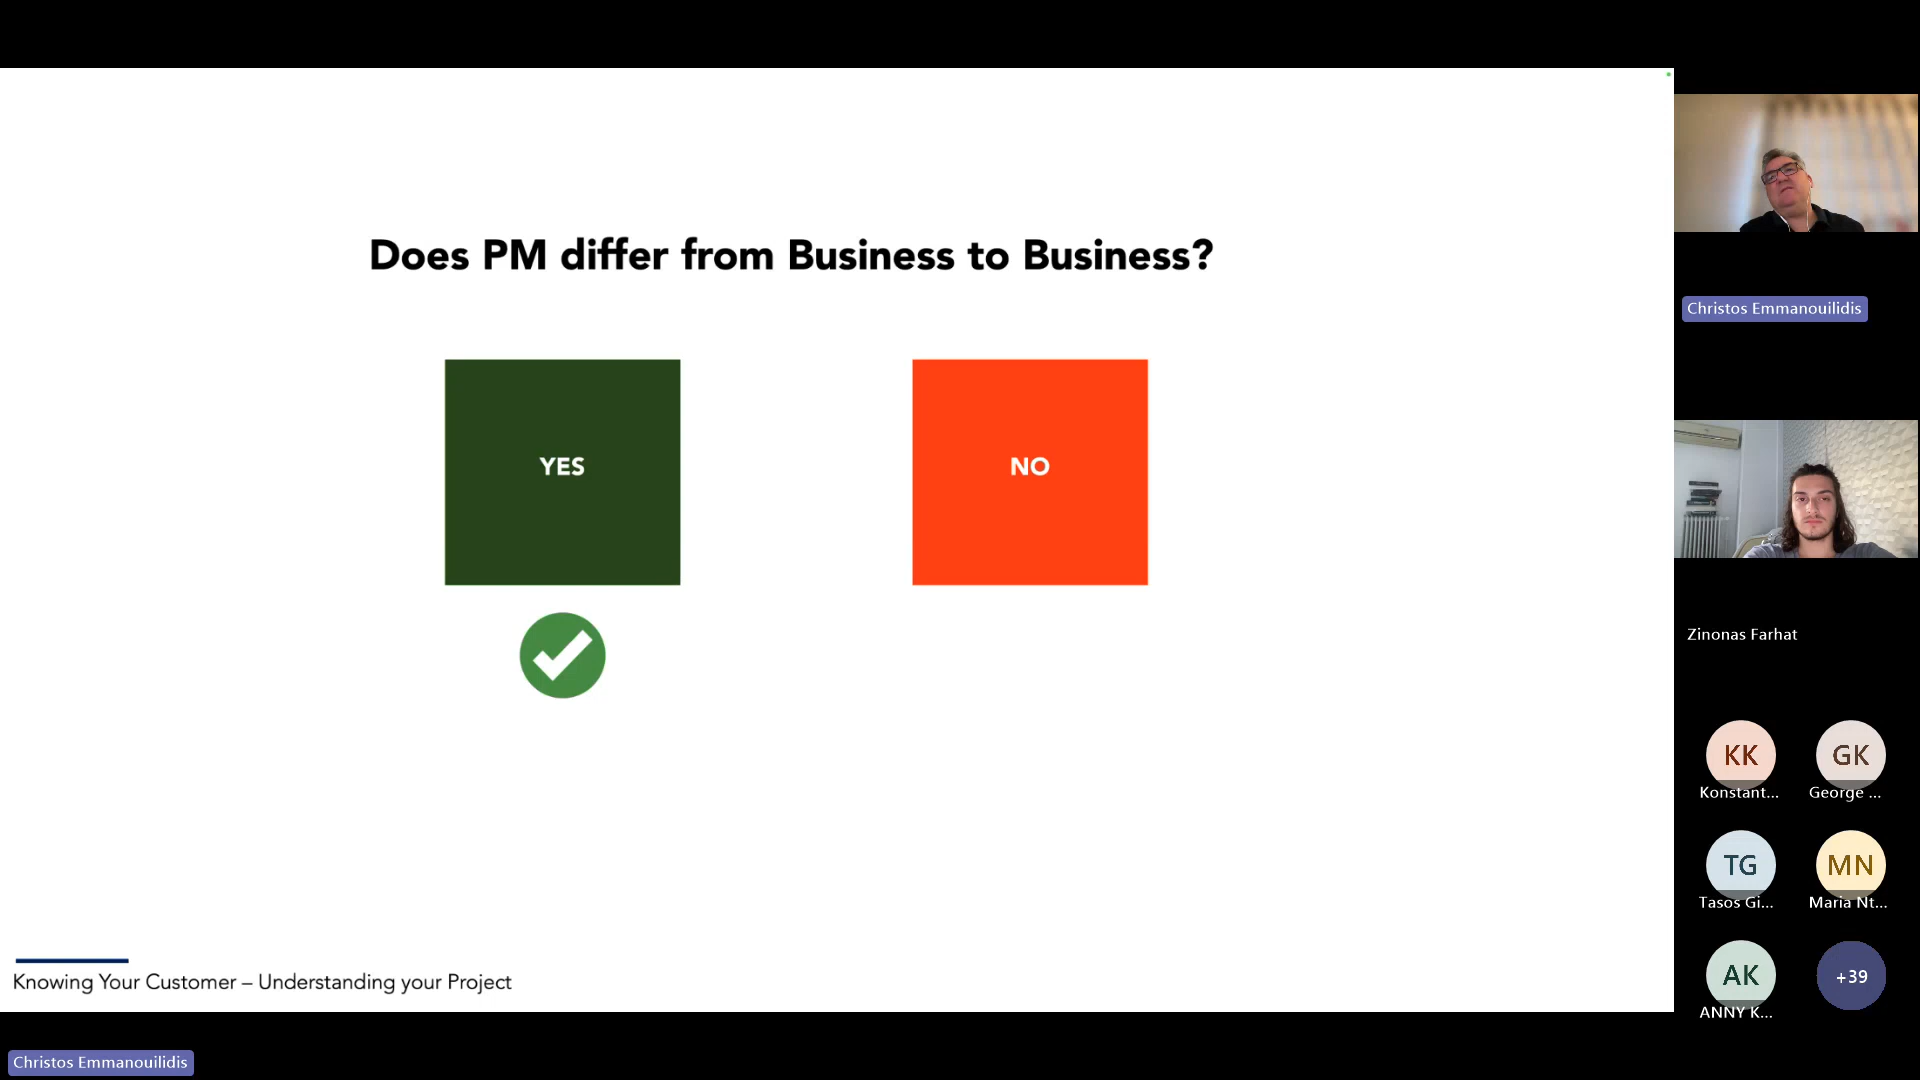 Does PM differ from Business to Business?
YES
NO
Knowing Your Customer – Understanding your Project
Christos Emmanouilidis
Christos Emmanouilidis
Zinonas Farhat
KK
GK
Konstant...
George ...
TG
MN
Tasos Gi...
Maria Nt...
AK
+39
ANNY K...